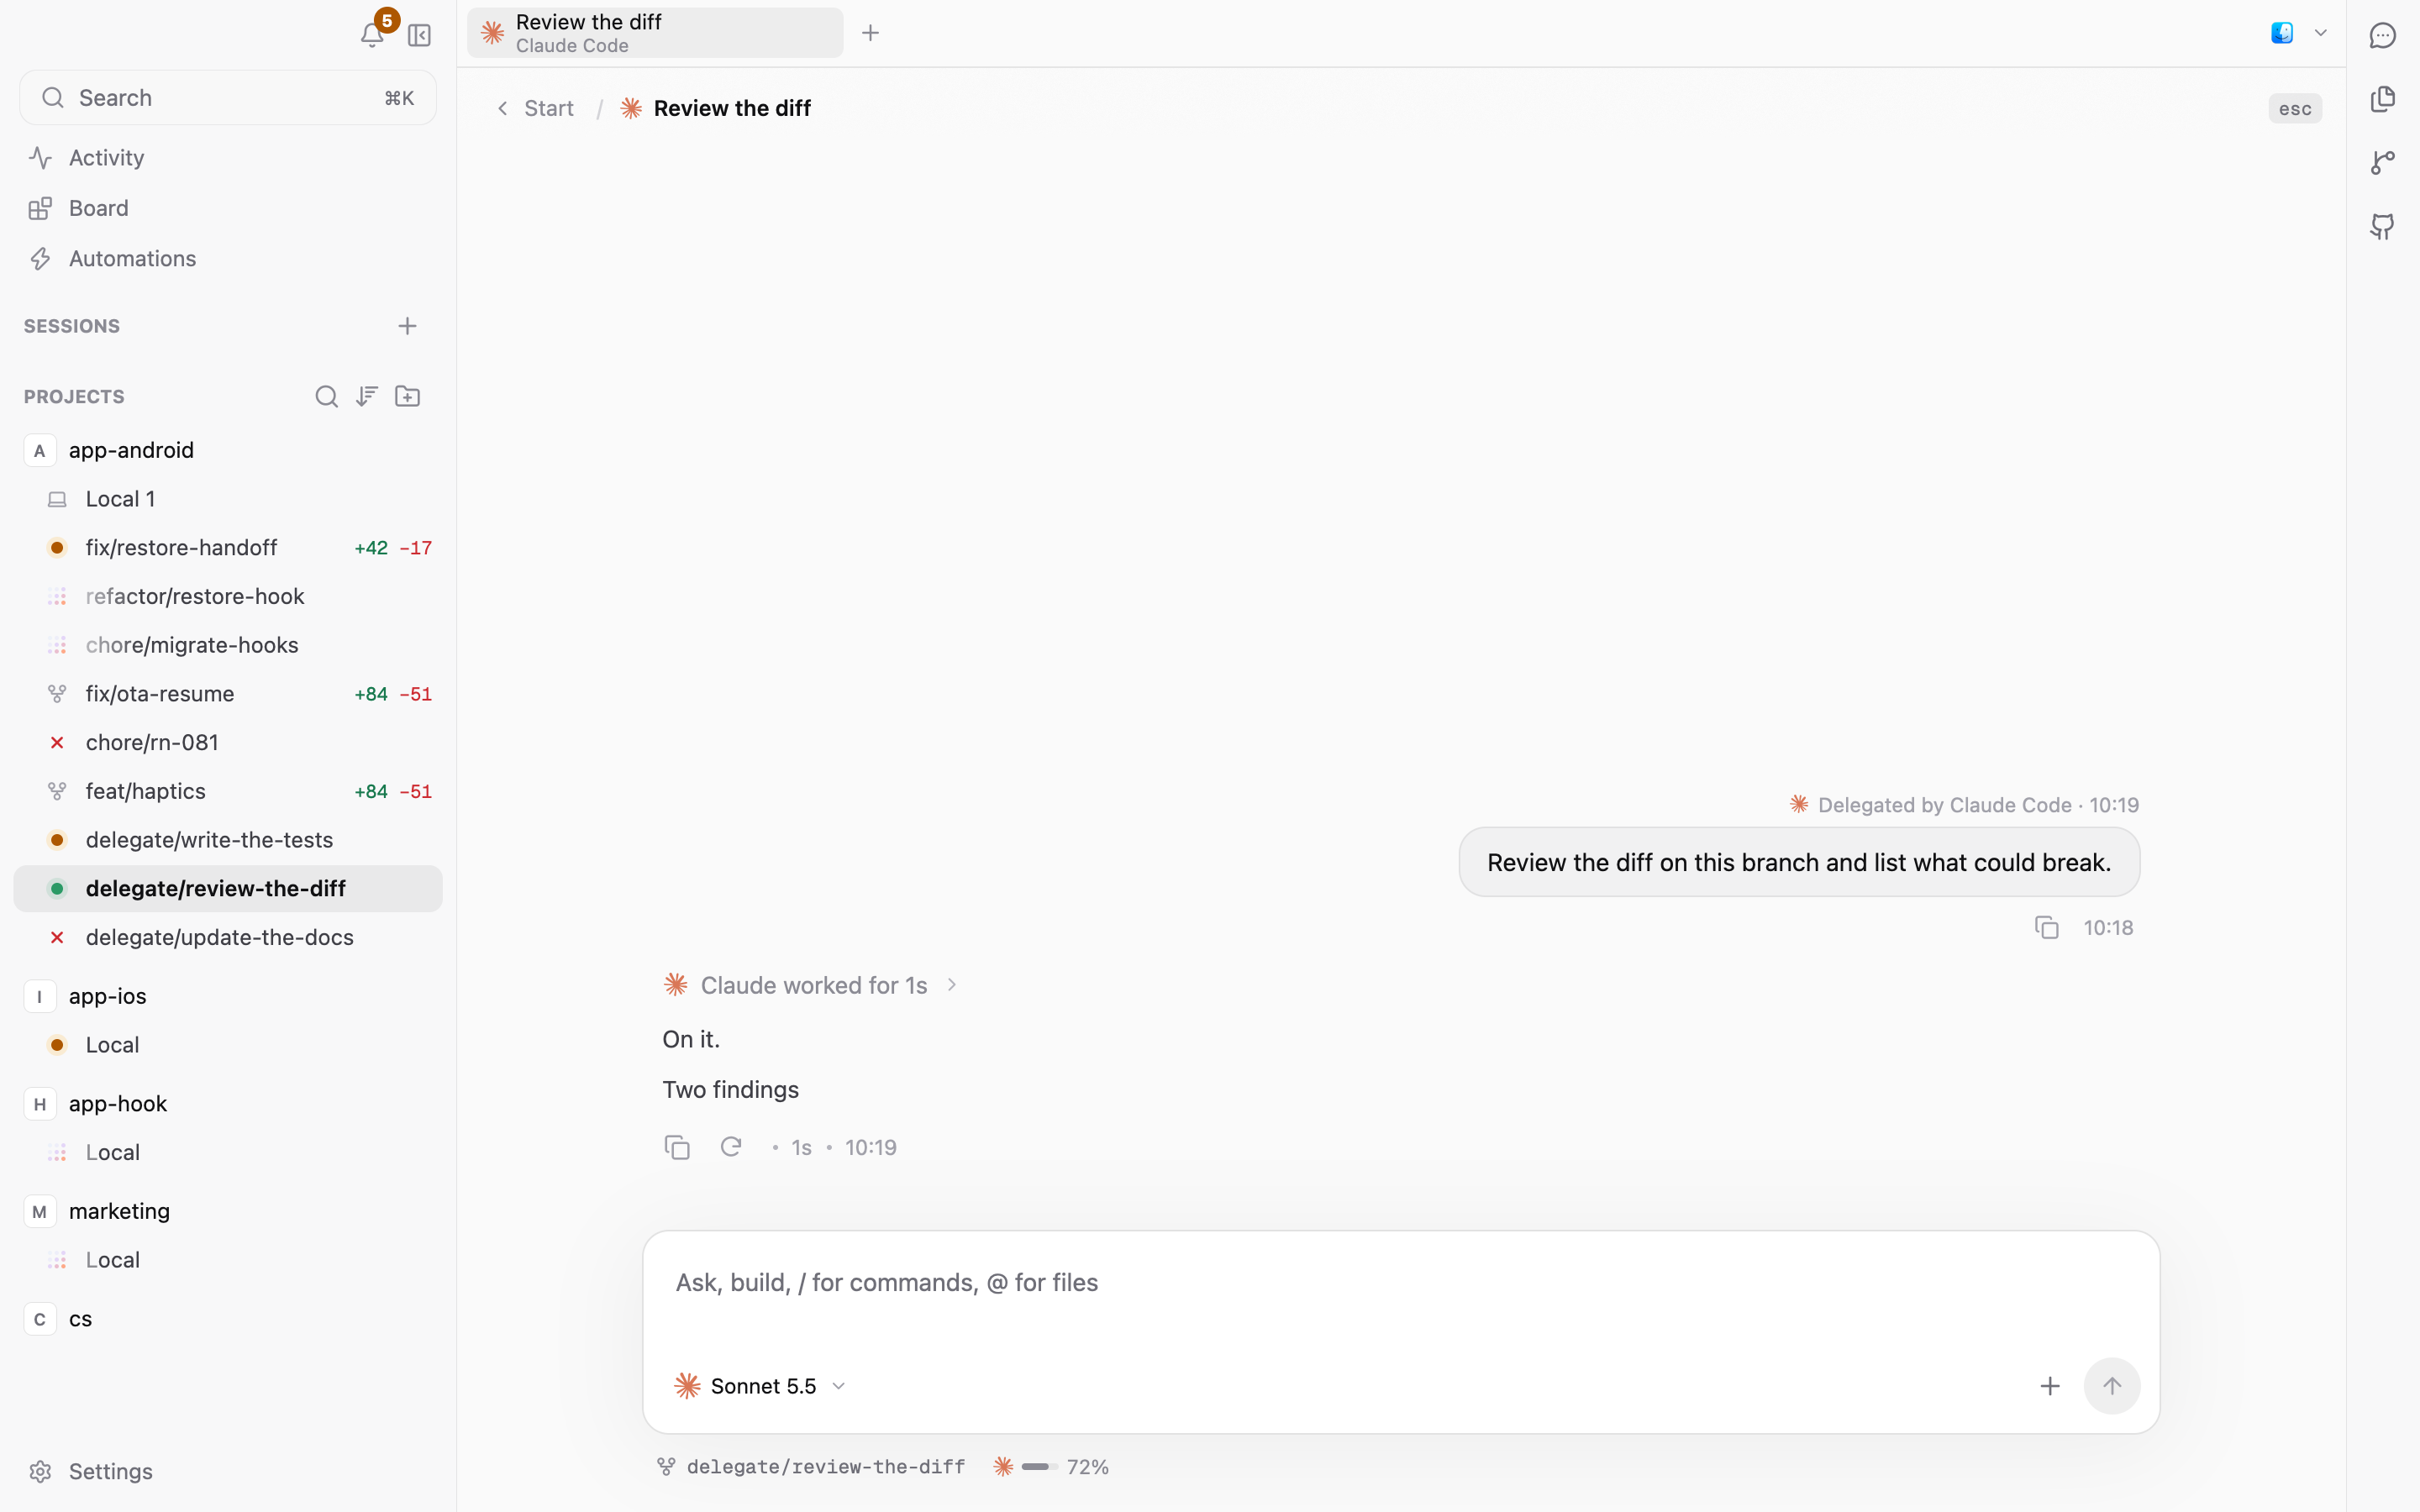 5
Search ⌘K
Activity
Board
Automations
SESSIONS
PROJECTS
A app-android
Local 1
fix/restore-handoff +42 −17
refactor/restore-hook
chore/migrate-hooks
fix/ota-resume +84 −51
chore/rn-081
feat/haptics +84 −51
delegate/write-the-tests
delegate/review-the-diff
delegate/update-the-docs
I app-ios
Local
H app-hook
Local
M marketing
Local
C cs
Settings
Review the diff
Claude Code
Start / Review the diff
esc
Delegated by Claude Code · 10:19
Review the diff on this branch and list what could break.
10:18
Claude worked for 1s
On it.
Two findings
• 1s • 10:19
Ask, build, / for commands, @ for files
Sonnet 5.5
delegate/review-the-diff 72%